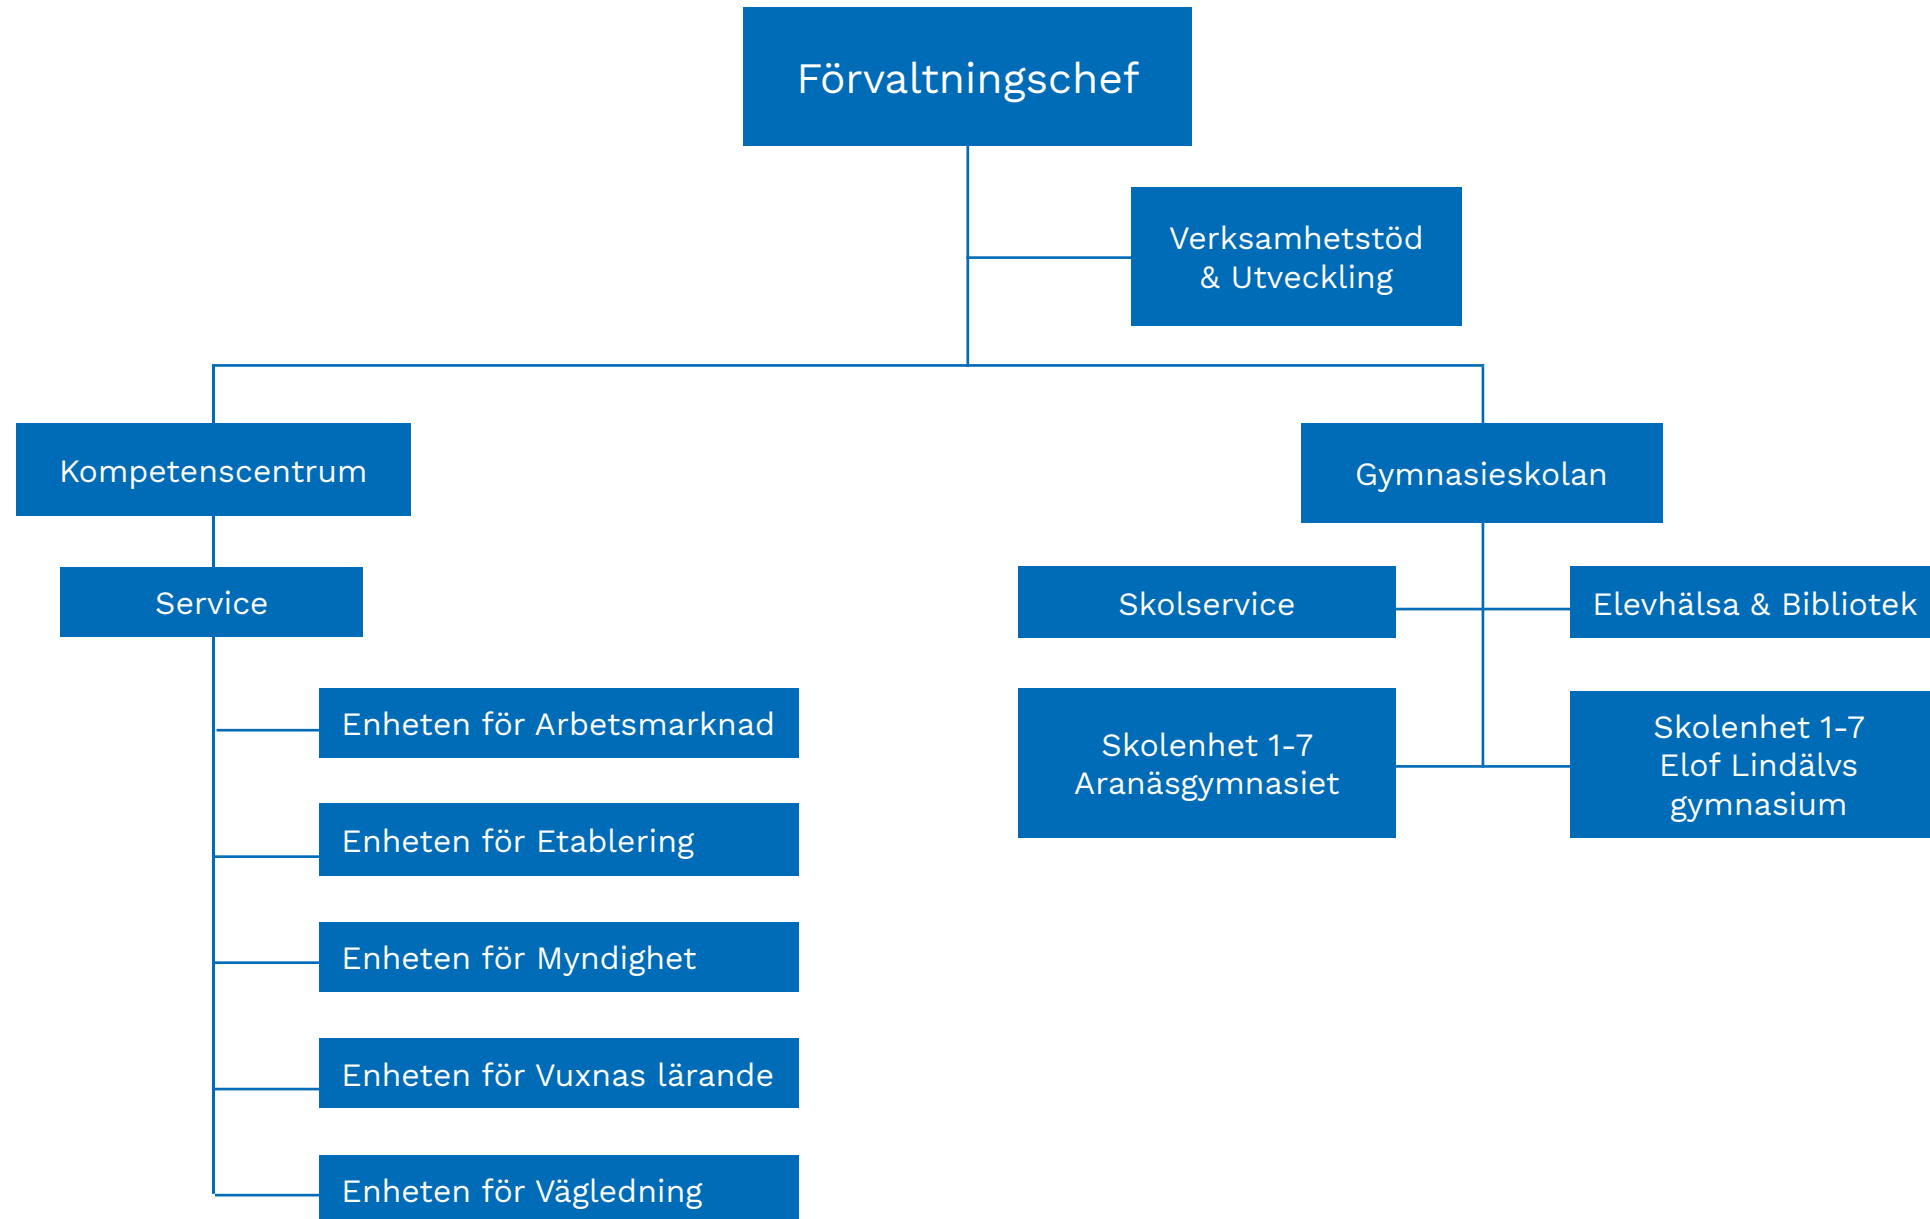 Förvaltningschef
Verksamhetstöd
& Utveckling
Kompetenscentrum
Gymnasieskolan
Service
Skolservice
Elevhälsa & Bibliotek
Enheten för Arbetsmarknad
Skolenhet 1-7
Aranäsgymnasiet
Skolenhet 1-7
Elof Lindälvs
gymnasium
Enheten för Etablering
Enheten för Myndighet
Enheten för Vuxnas lärande
Enheten för Vägledning